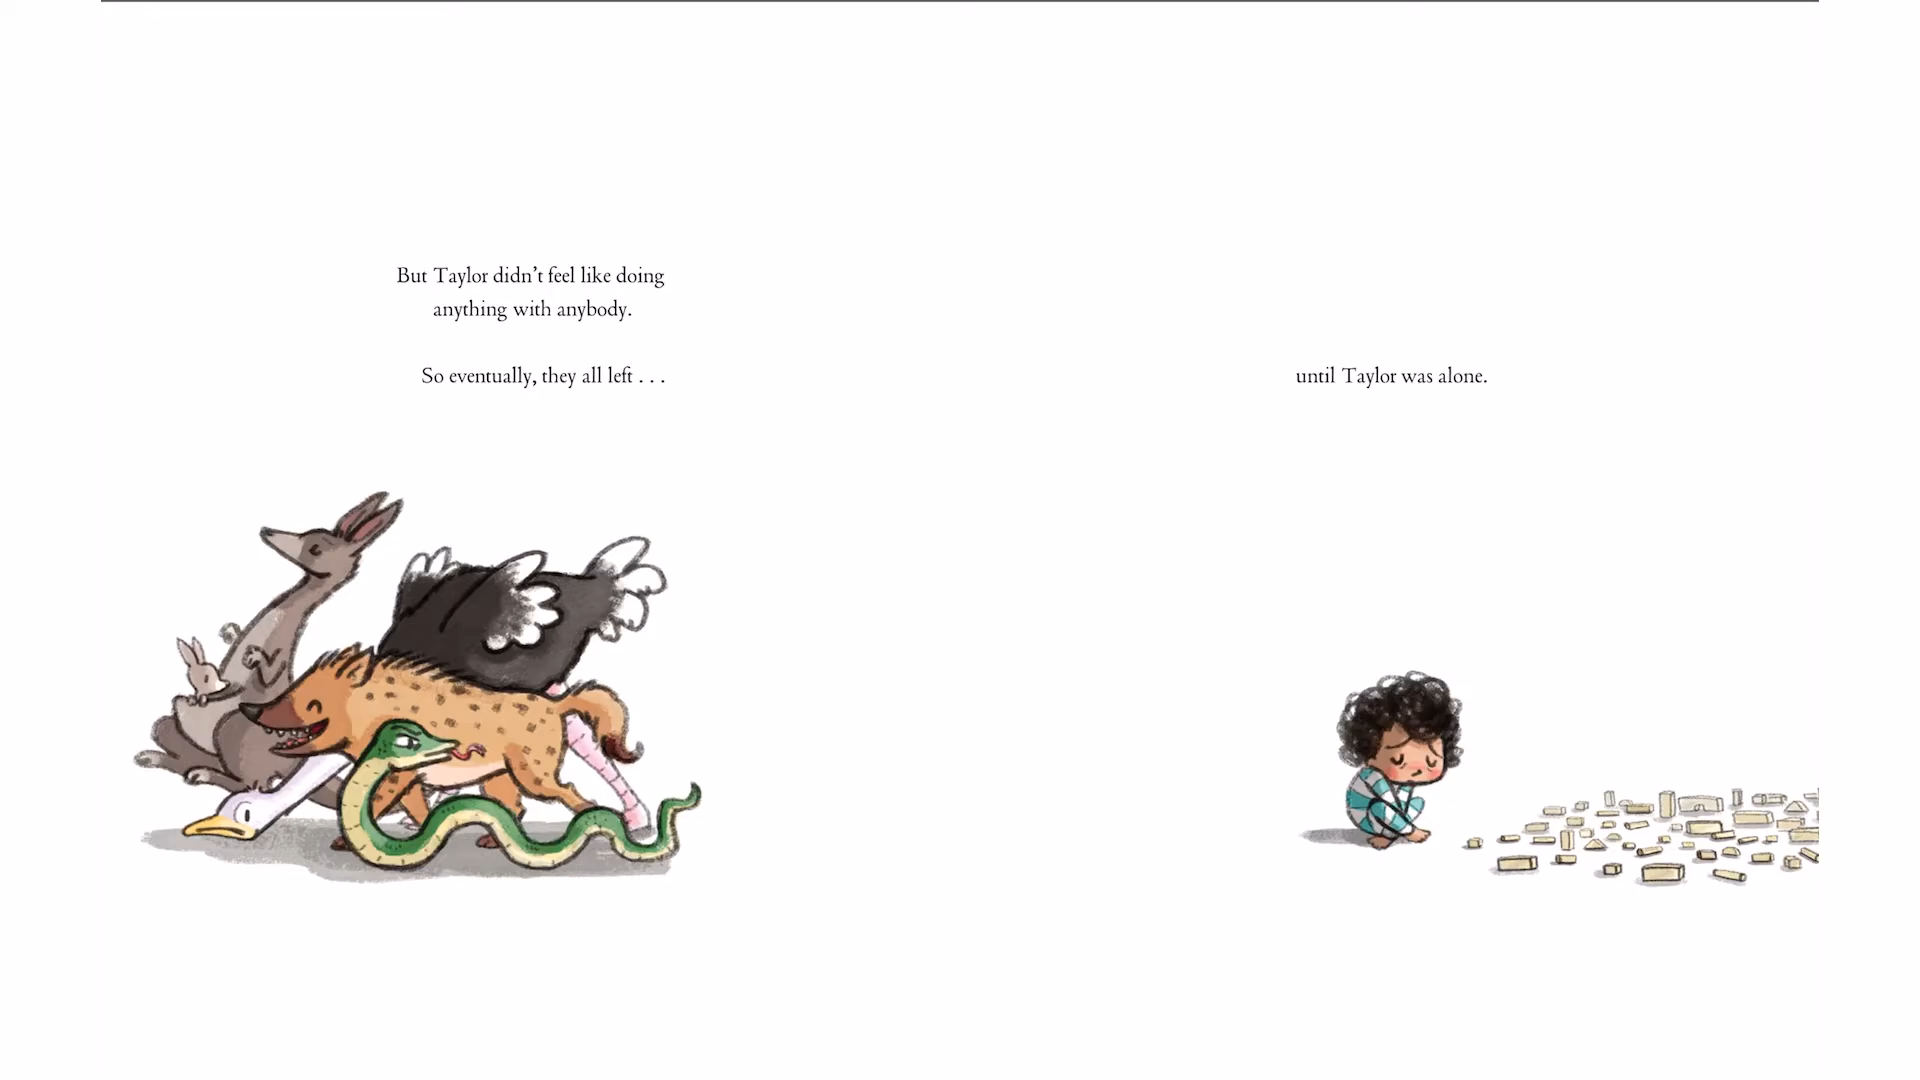 But Taylor didn’t feel like doing
anything with anybody.
So eventually, they all left . . .
until Taylor was alone.